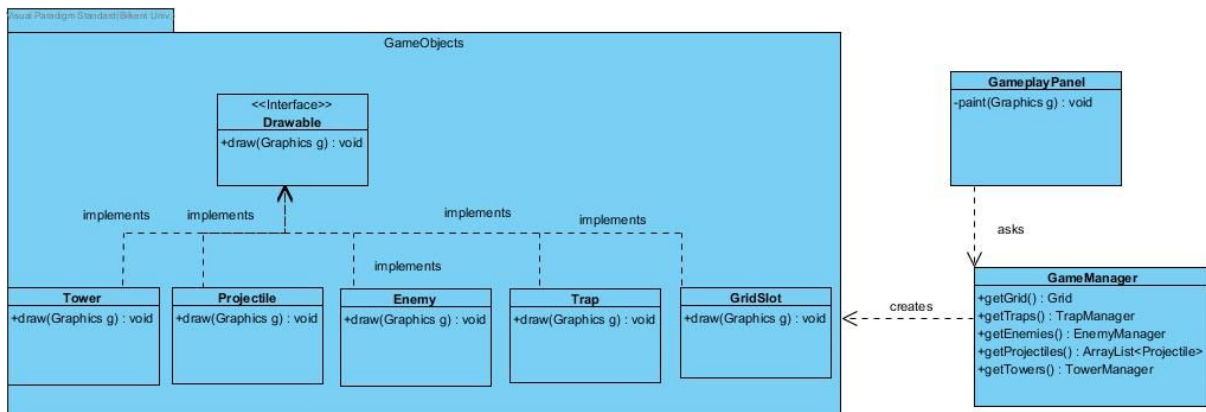 Visual Paradigm Standard(Bilkent Univ.)
GameObjects
<<Interface>>
Drawable
+draw(Graphics g) : void
implements
implements
implements
implements
implements
Tower
+draw(Graphics g) : void
Projectile
+draw(Graphics g) : void
Enemy
+draw(Graphics g) : void
Trap
+draw(Graphics g) : void
GridSlot
+draw(Graphics g) : void
GameplayPanel
-paint(Graphics g) : void
asks
creates
GameManager
+getGrid() : Grid
+getTraps() : TrapManager
+getEnemies() : EnemyManager
+getProjectiles() : ArrayList<Projectile>
+getTowers() : TowerManager